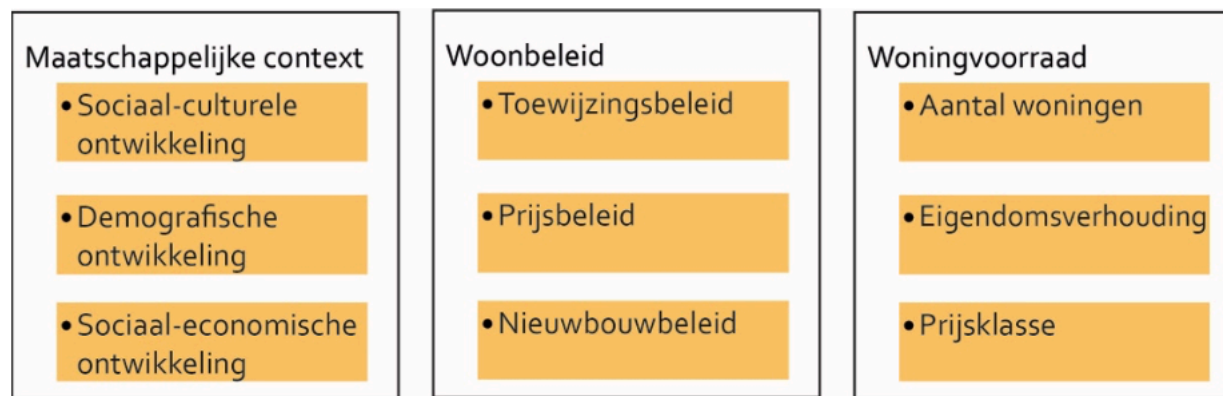 Maatschappelijke context
• Sociaal-culturele
ontwikkeling
• Demografische
ontwikkeling
• Sociaal-economische
ontwikkeling
Woonbeleid
• Toewijzingsbeleid
• Prijsbeleid
• Nieuwbouwbeleid
Woningvoorraad
• Aantal woningen
• Eigendomsverhouding
• Prijsklasse